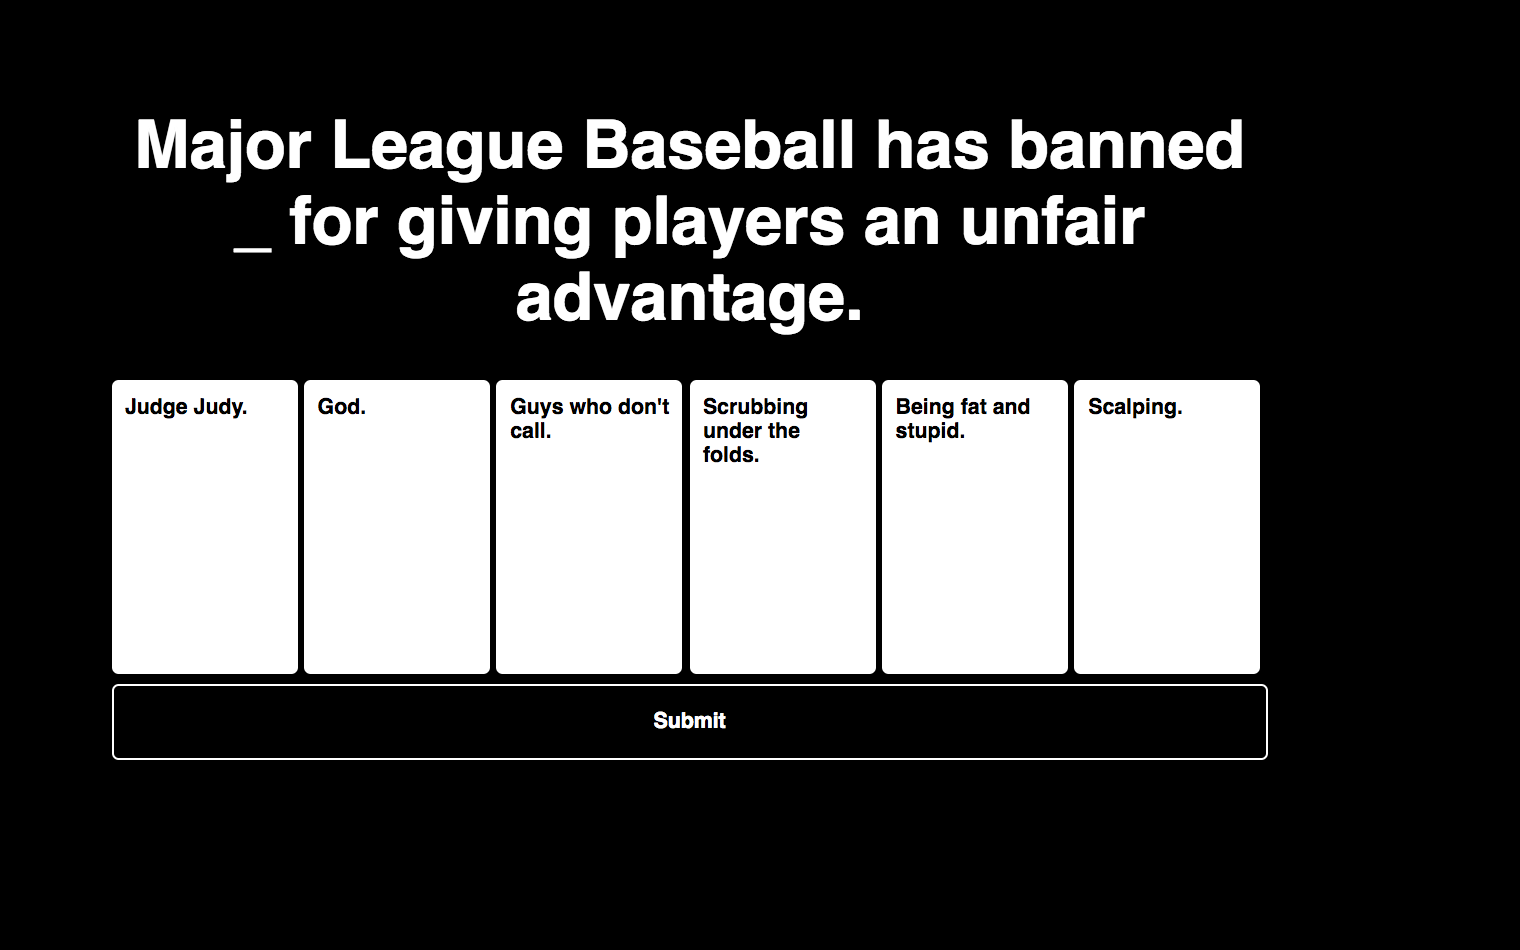 Major League Baseball has banned
_ for giving players an unfair
advantage.
Judge Judy.
God.
Guys who don't
call.
Scrubbing
under the
folds.
Being fat and
stupid.
Scalping.
Submit